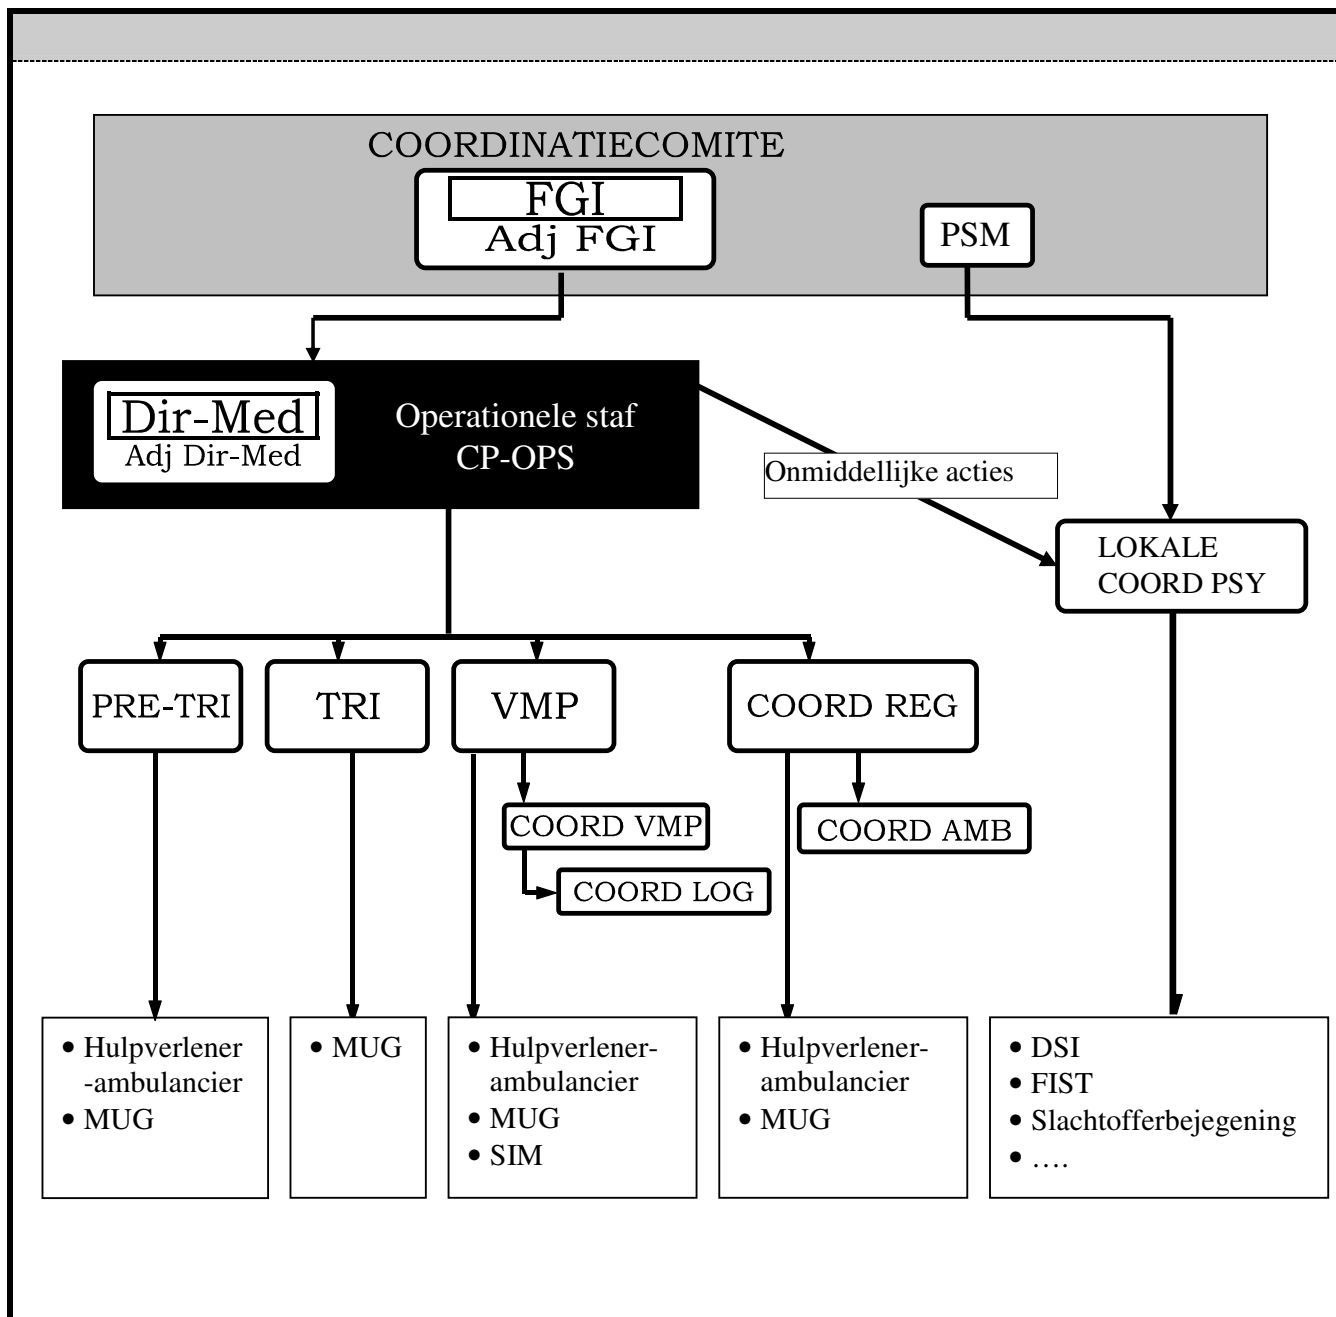 COORDINATIECOMITE
FGI
Adj FGI
PSM
Dir-Med
Adj Dir-Med
Operationele staf
CP-OPS
Onmiddellijke acties
LOKALE
COORD PSY
PRE-TRI
TRI
VMP
COORD REG
COORD VMP
COORD AMB
COORD LOG
• Hulpverlener
-ambulancier
• MUG
• MUG
• Hulpverlener-
ambulancier
• MUG
• SIM
• Hulpverlener-
ambulancier
• MUG
• DSI
• FIST
• Slachtofferbejegening
• ….